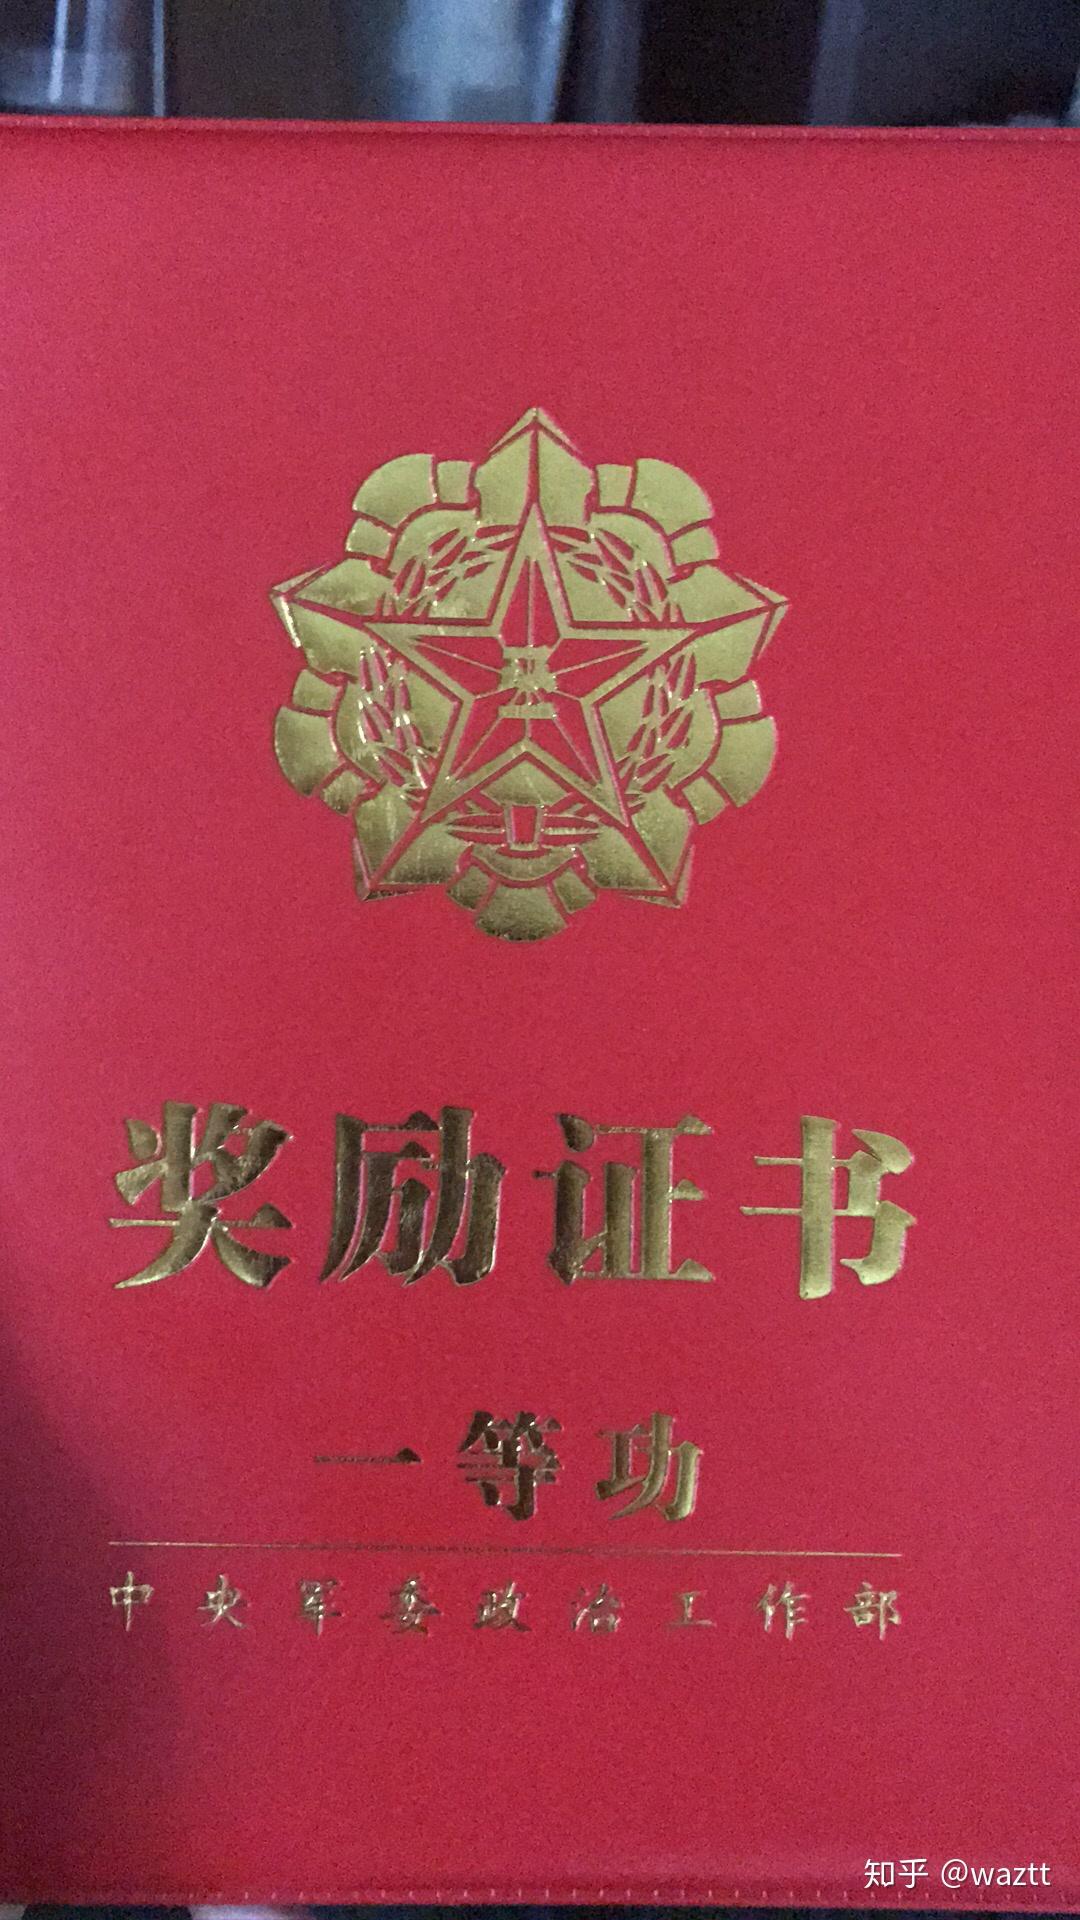 奖励证书
一等功
中央军委政治工作部
知乎 @waztt